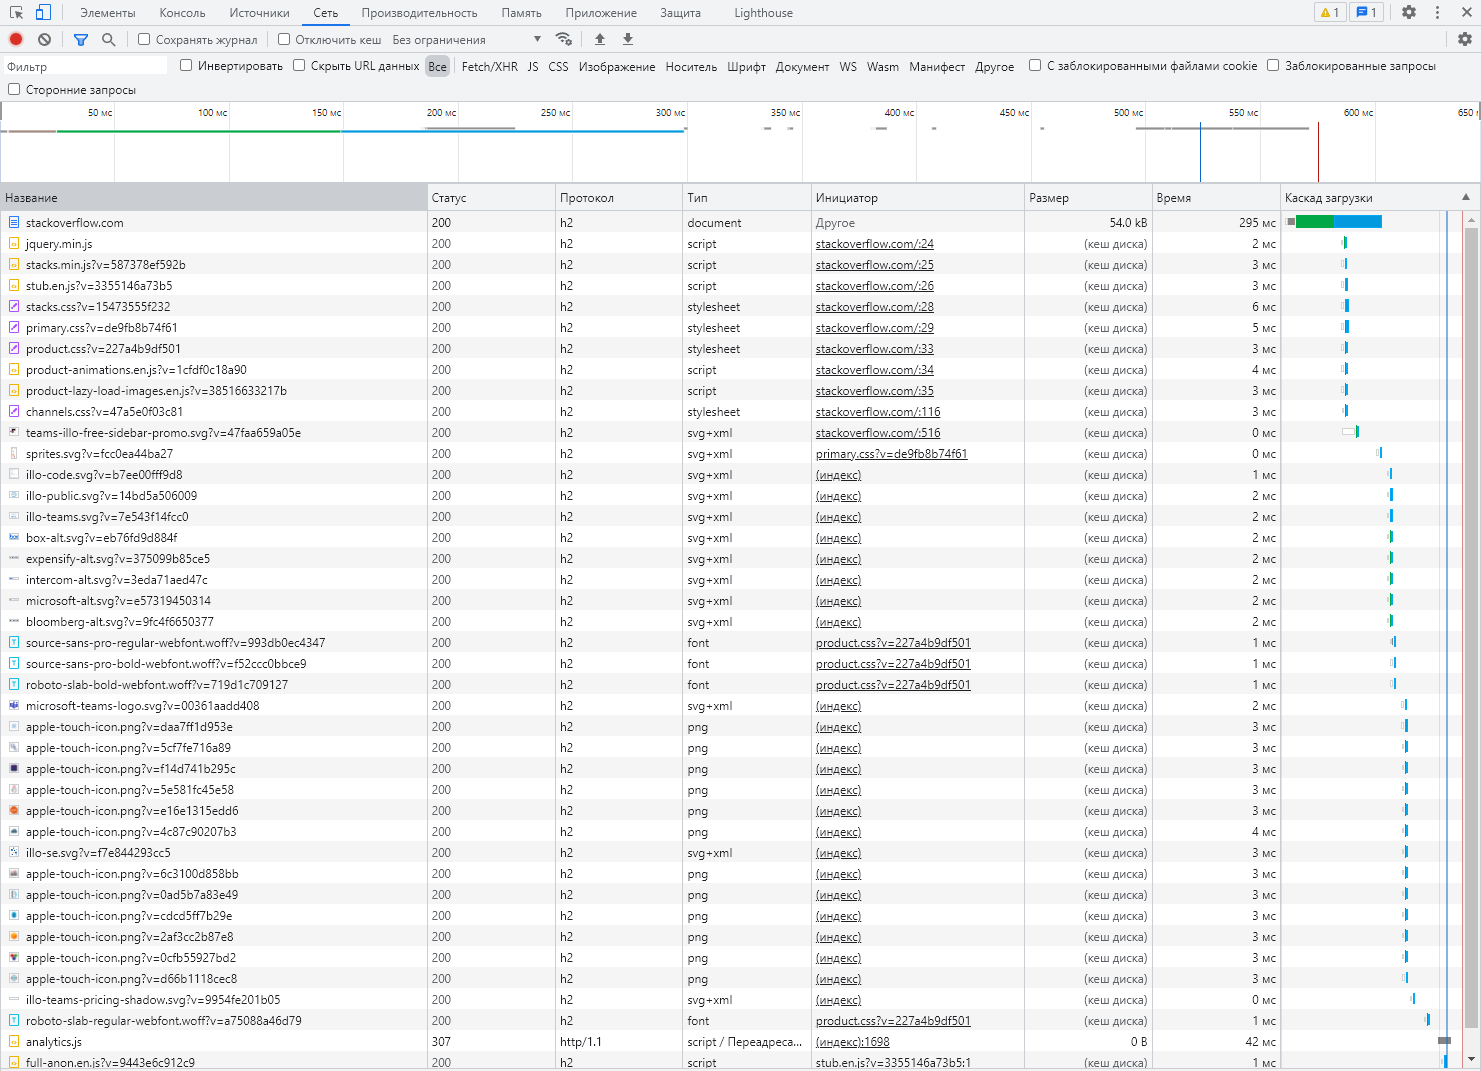 Элементы Консоль Источники Сеть Производительность Память Приложение Защита Lighthouse 1 1
Сохранять журнал Отключить кеш Без ограничения
Фильтр Инвертировать Скрыть URL данных Все Fetch/XHR JS CSS Изображение Носитель Шрифт Документ WS Wasm Манифест Другое С заблокированными файлами cookie Заблокированные запросы
Сторонние запросы
50 мс 100 мс 150 мс 200 мс 250 мс 300 мс 350 мс 400 мс 450 мс 500 мс 550 мс 600 мс 650
Название Статус Протокол Тип Инициатор Размер Время Каскад загрузки
stackoverflow.com 200 h2 document Другое 54.0 kB 295 мс
jquery.min.js 200 h2 script stackoverflow.com/:24 (кеш диска) 2 мс
stacks.min.js?v=587378ef592b 200 h2 script stackoverflow.com/:25 (кеш диска) 3 мс
stub.en.js?v=3355146a73b5 200 h2 script stackoverflow.com/:26 (кеш диска) 3 мс
stacks.css?v=15473555f232 200 h2 stylesheet stackoverflow.com/:28 (кеш диска) 6 мс
primary.css?v=de9fb8b74f61 200 h2 stylesheet stackoverflow.com/:29 (кеш диска) 5 мс
product.css?v=227a4b9df501 200 h2 stylesheet stackoverflow.com/:33 (кеш диска) 3 мс
product-animations.en.js?v=1cfdf0c18a90 200 h2 script stackoverflow.com/:34 (кеш диска) 4 мс
product-lazy-load-images.en.js?v=38516633217b 200 h2 script stackoverflow.com/:35 (кеш диска) 3 мс
channels.css?v=47a5e0f03c81 200 h2 stylesheet stackoverflow.com/:116 (кеш диска) 3 мс
teams-illo-free-sidebar-promo.svg?v=47faa659a05e 200 h2 svg+xml stackoverflow.com/:516 (кеш диска) 0 мс
sprites.svg?v=fcc0ea44ba27 200 h2 svg+xml primary.css?v=de9fb8b74f61 (кеш диска) 0 мс
illo-code.svg?v=b7ee00fff9d8 200 h2 svg+xml (индекс) (кеш диска) 1 мс
illo-public.svg?v=14bd5a506009 200 h2 svg+xml (индекс) (кеш диска) 2 мс
illo-teams.svg?v=7e543f14fcc0 200 h2 svg+xml (индекс) (кеш диска) 2 мс
box-alt.svg?v=eb76fd9d884f 200 h2 svg+xml (индекс) (кеш диска) 2 мс
expensify-alt.svg?v=375099b85ce5 200 h2 svg+xml (индекс) (кеш диска) 2 мс
intercom-alt.svg?v=3eda71aed47c 200 h2 svg+xml (индекс) (кеш диска) 2 мс
microsoft-alt.svg?v=e57319450314 200 h2 svg+xml (индекс) (кеш диска) 2 мс
bloomberg-alt.svg?v=9fc4f6650377 200 h2 svg+xml (индекс) (кеш диска) 2 мс
source-sans-pro-regular-webfont.woff?v=993db0ec4347 200 h2 font product.css?v=227a4b9df501 (кеш диска) 1 мс
source-sans-pro-bold-webfont.woff?v=f52ccc0bbce9 200 h2 font product.css?v=227a4b9df501 (кеш диска) 1 мс
roboto-slab-bold-webfont.woff?v=719d1c709127 200 h2 font product.css?v=227a4b9df501 (кеш диска) 1 мс
microsoft-teams-logo.svg?v=00361aadd408 200 h2 svg+xml (индекс) (кеш диска) 2 мс
apple-touch-icon.png?v=daa7ff1d953e 200 h2 png (индекс) (кеш диска) 3 мс
apple-touch-icon.png?v=5cf7fe716a89 200 h2 png (индекс) (кеш диска) 3 мс
apple-touch-icon.png?v=f14d741b295c 200 h2 png (индекс) (кеш диска) 3 мс
apple-touch-icon.png?v=5e581fc45e58 200 h2 png (индекс) (кеш диска) 3 мс
apple-touch-icon.png?v=e16e1315edd6 200 h2 png (индекс) (кеш диска) 3 мс
apple-touch-icon.png?v=4c87c90207b3 200 h2 png (индекс) (кеш диска) 4 мс
illo-se.svg?v=f7e844293cc5 200 h2 svg+xml (индекс) (кеш диска) 3 мс
apple-touch-icon.png?v=6c3100d858bb 200 h2 png (индекс) (кеш диска) 3 мс
apple-touch-icon.png?v=0ad5b7a83e49 200 h2 png (индекс) (кеш диска) 3 мс
apple-touch-icon.png?v=cdcd5ff7b29e 200 h2 png (индекс) (кеш диска) 3 мс
apple-touch-icon.png?v=2af3cc2b87e8 200 h2 png (индекс) (кеш диска) 3 мс
apple-touch-icon.png?v=0cfb55927bd2 200 h2 png (индекс) (кеш диска) 3 мс
apple-touch-icon.png?v=d66b1118cec8 200 h2 png (индекс) (кеш диска) 3 мс
illo-teams-pricing-shadow.svg?v=9954fe201b05 200 h2 svg+xml (индекс) (кеш диска) 0 мс
roboto-slab-regular-webfont.woff?v=a75088a46d79 200 h2 font product.css?v=227a4b9df501 (кеш диска) 1 мс
analytics.js 307 http/1.1 script / Переадреса... (индекс):1698 0 B 42 мс
full-anon.en.js?v=9443e6c912c9 200 h2 script stub.en.js?v=3355146a73b5:1 (кеш диска) 1 мс